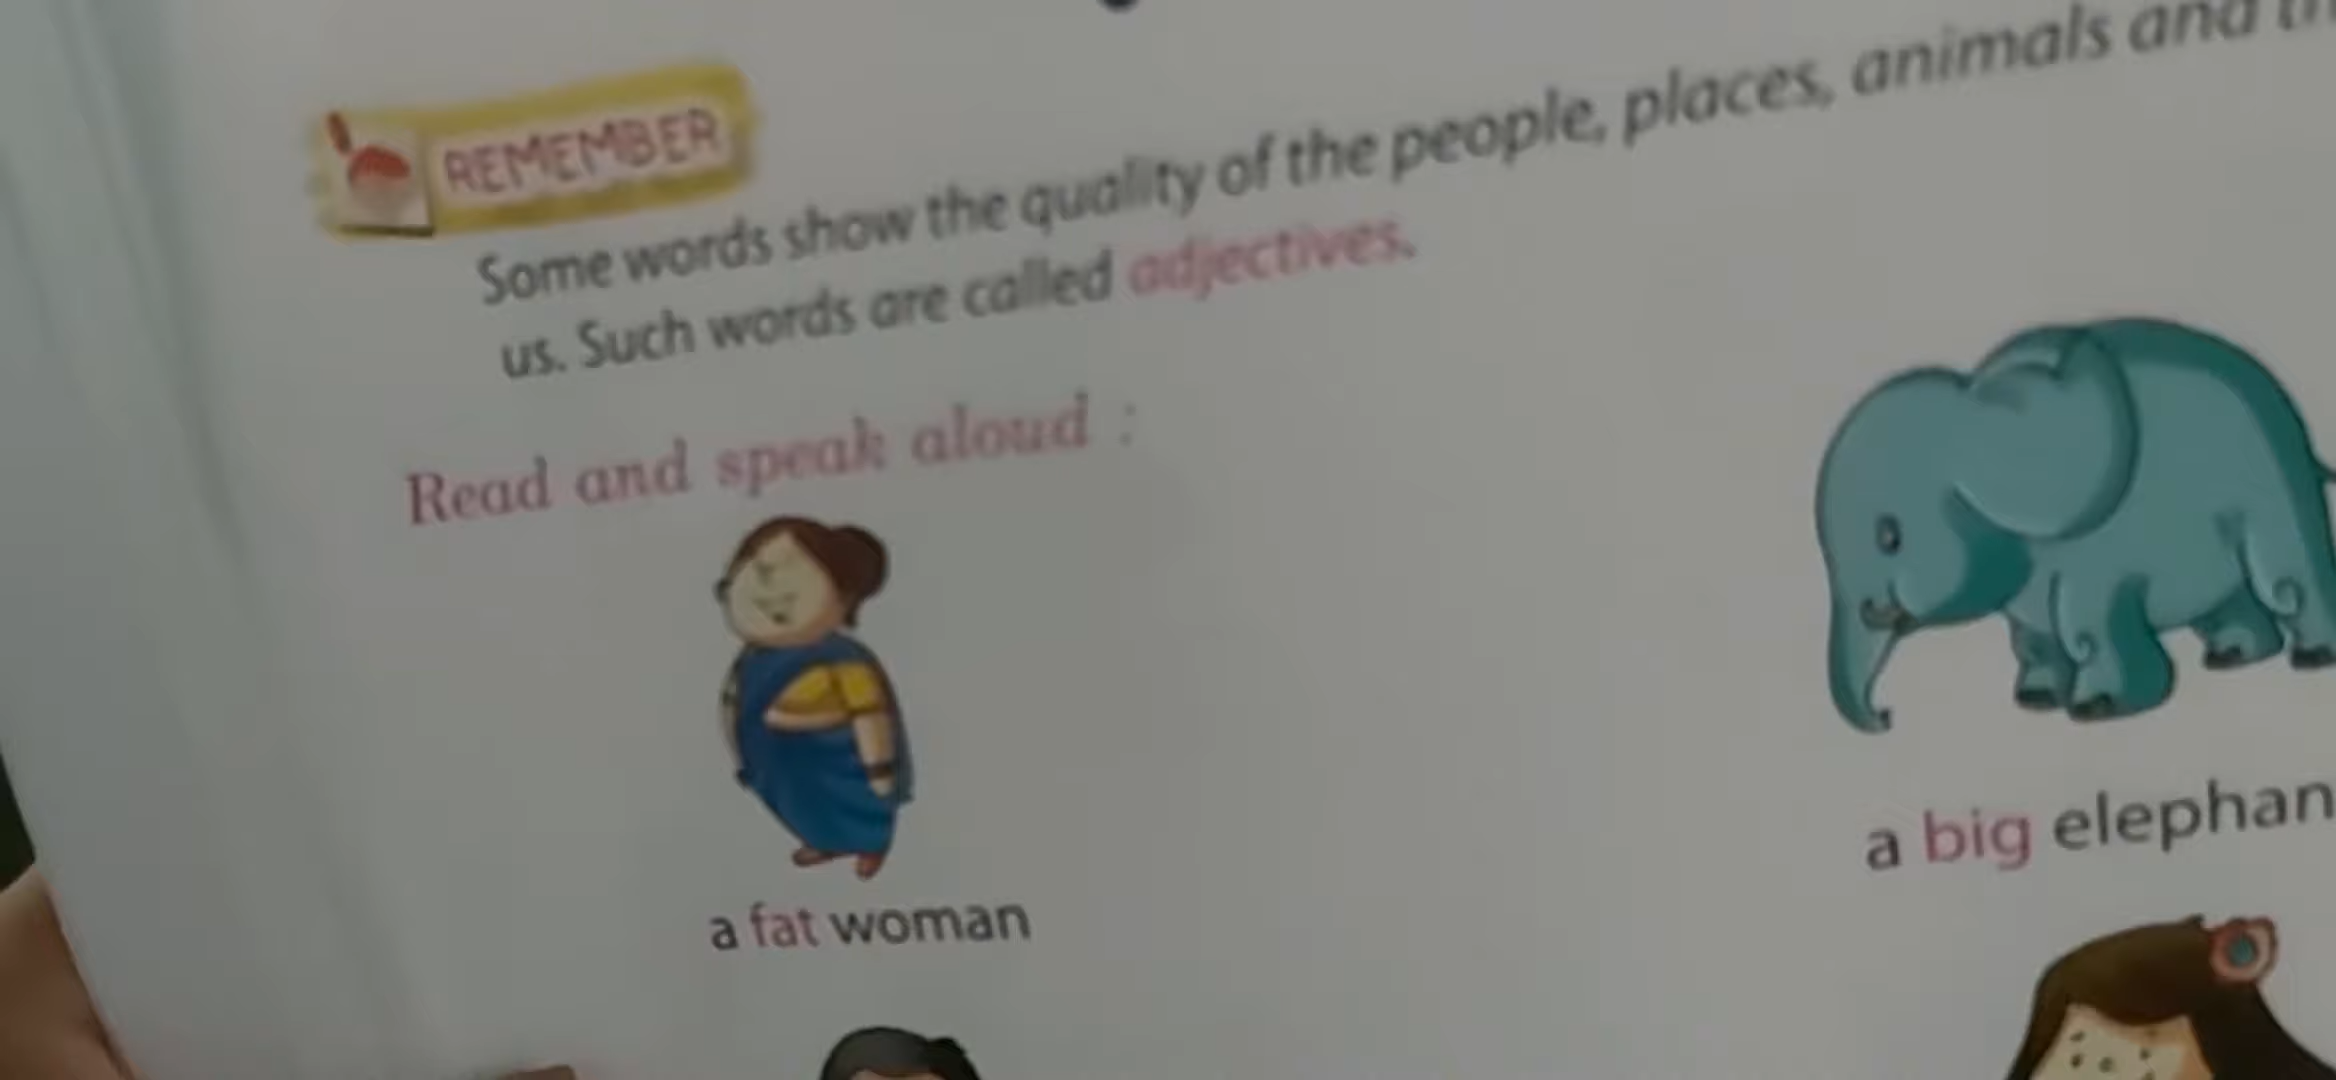 REMEMBER
Some words show the quality of the people, places, animals and
us. Such words are called adjectives.
Read and speak aloud :
a fat woman
a big elephan